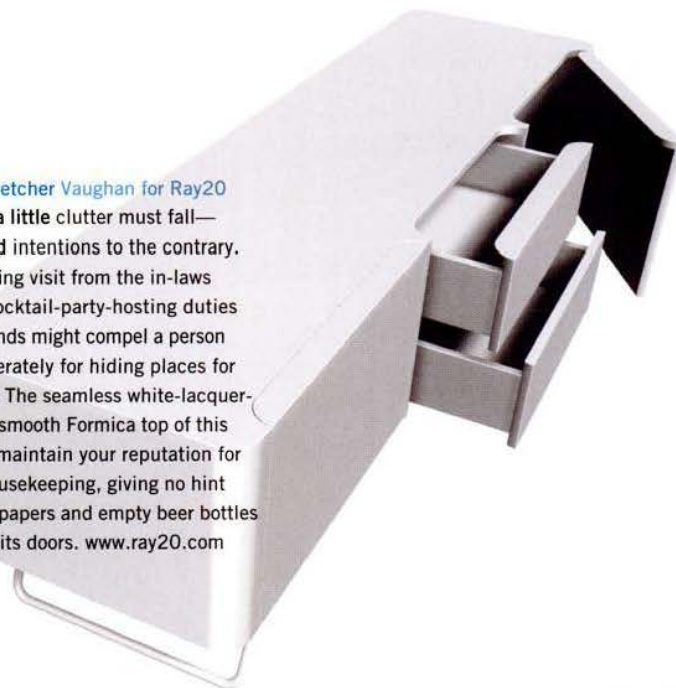 etcher Vaughan for Ray20
a little clutter must fall—
d intentions to the contrary.
ing visit from the in-laws
ocktail-party-hosting duties
nds might compel a person
erately for hiding places for
The seamless white-lacquer-
smooth Formica top of this
maintain your reputation for
usekeeping, giving no hint
papers and empty beer bottles
its doors. www.ray20.com